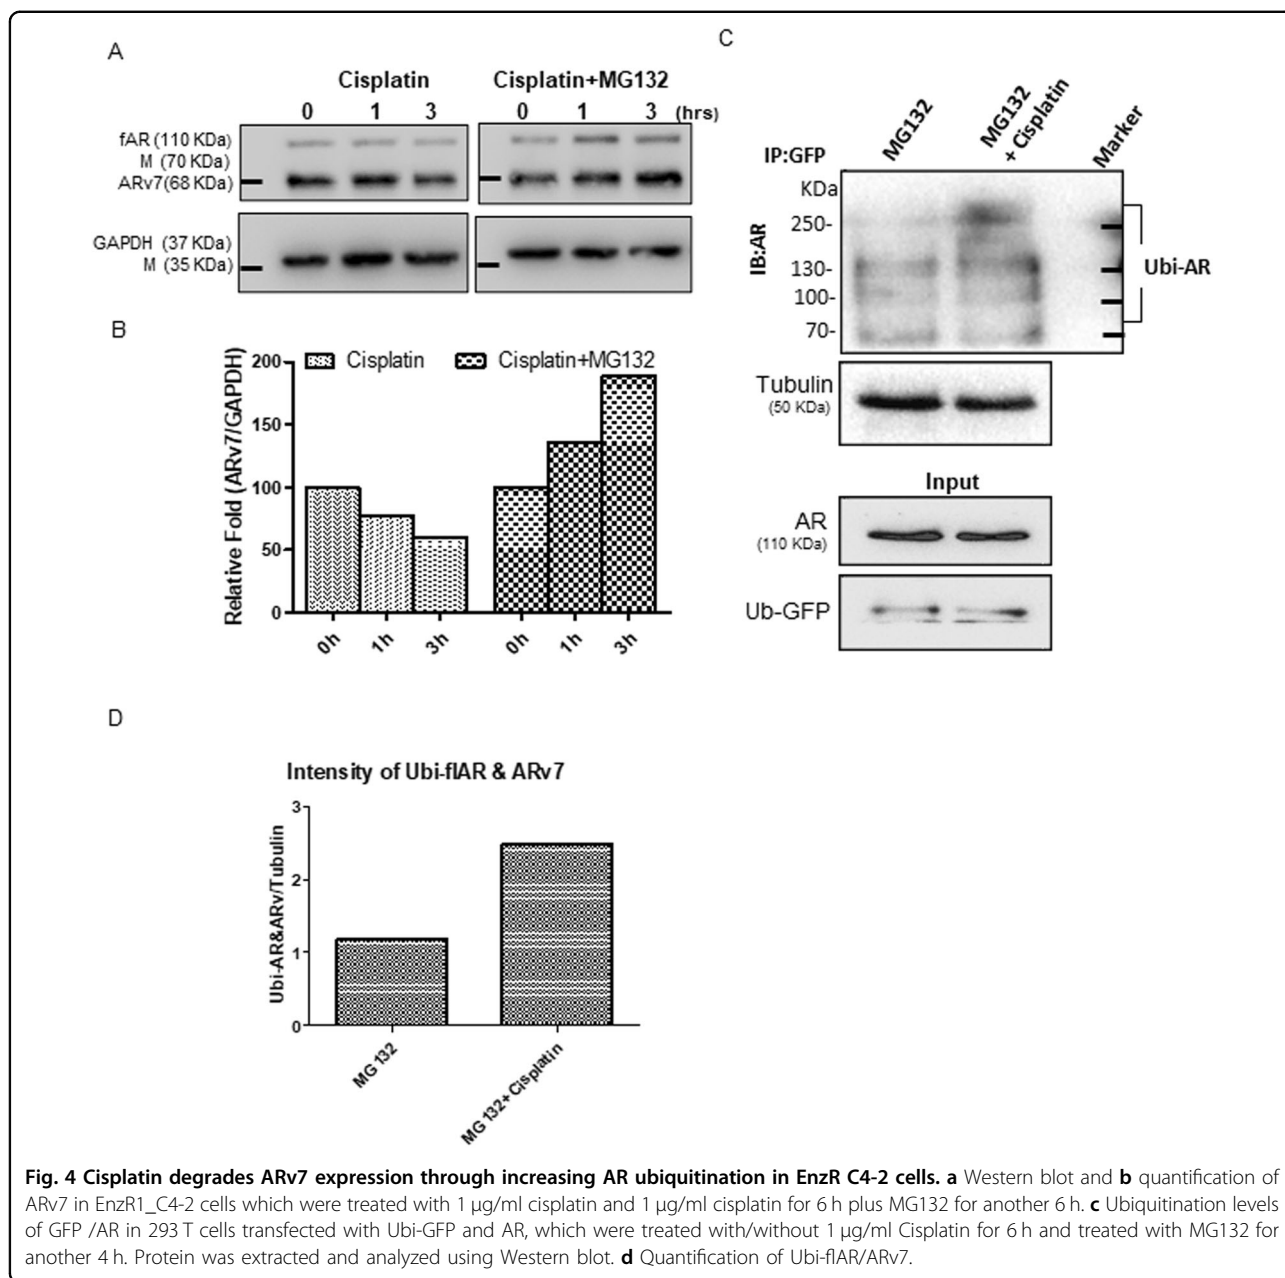 A
Cisplatin
Cisplatin+MG132
0 1 3 0 1 3 (hrs)
fAR (110 KDa)
M (70 KDa)
ARv7(68 KDa)
GAPDH (37 KDa)
M (35 KDa)
B
Relative Fold (ARv7/GAPDH)
Cisplatin
Cisplatin+MG132
200
150
100
50
0
0h 1h 3h 0h 1h 3h
C
MG132
MG132
+ Cisplatin
Marker
IP:GFP
KDa
250-
130-
100-
70-
IB:AR
Ubi-AR
Tubulin
(50 KDa)
Input
AR
(110 KDa)
Ub-GFP
D
Intensity of Ubi-flAR & ARv7
Ubi-AR&ARv/Tubulin
3
2
1
0
MG132
MG132+Cisplatin
Fig. 4 Cisplatin degrades ARv7 expression through increasing AR ubiquitination in EnzR C4-2 cells. a Western blot and b quantification of
ARv7 in EnzR1_C4-2 cells which were treated with 1 µg/ml cisplatin and 1 µg/ml cisplatin for 6 h plus MG132 for another 6 h. c Ubiquitination levels
of GFP /AR in 293 T cells transfected with Ubi-GFP and AR, which were treated with/without 1 µg/ml Cisplatin for 6 h and treated with MG132 for
another 4 h. Protein was extracted and analyzed using Western blot. d Quantification of Ubi-flAR/ARv7.